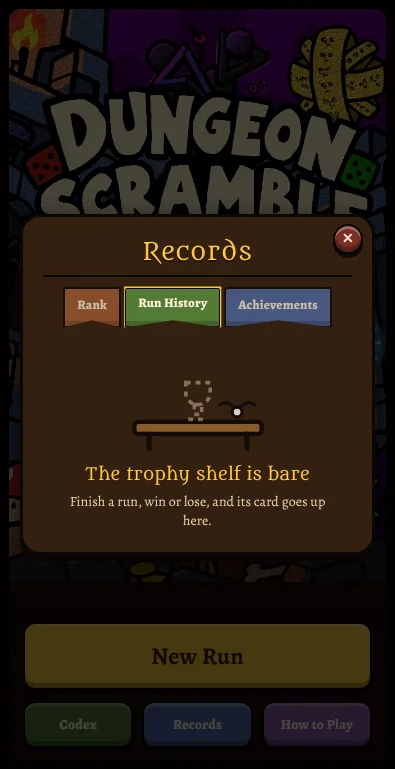 DUNGEON
SCRAMBLE
Records
Rank
Run History
Achievements
The trophy shelf is bare
Finish a run, win or lose, and its card goes up
here.
New Run
Codex
Records
How to Play